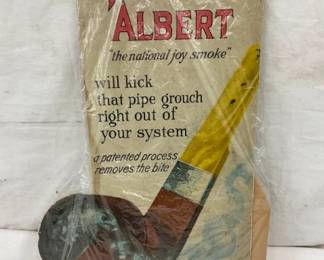 ALBERT
"the national joy smoke"
will kick
that pipe grouch
right out of
your system
a patented process
removes the bite